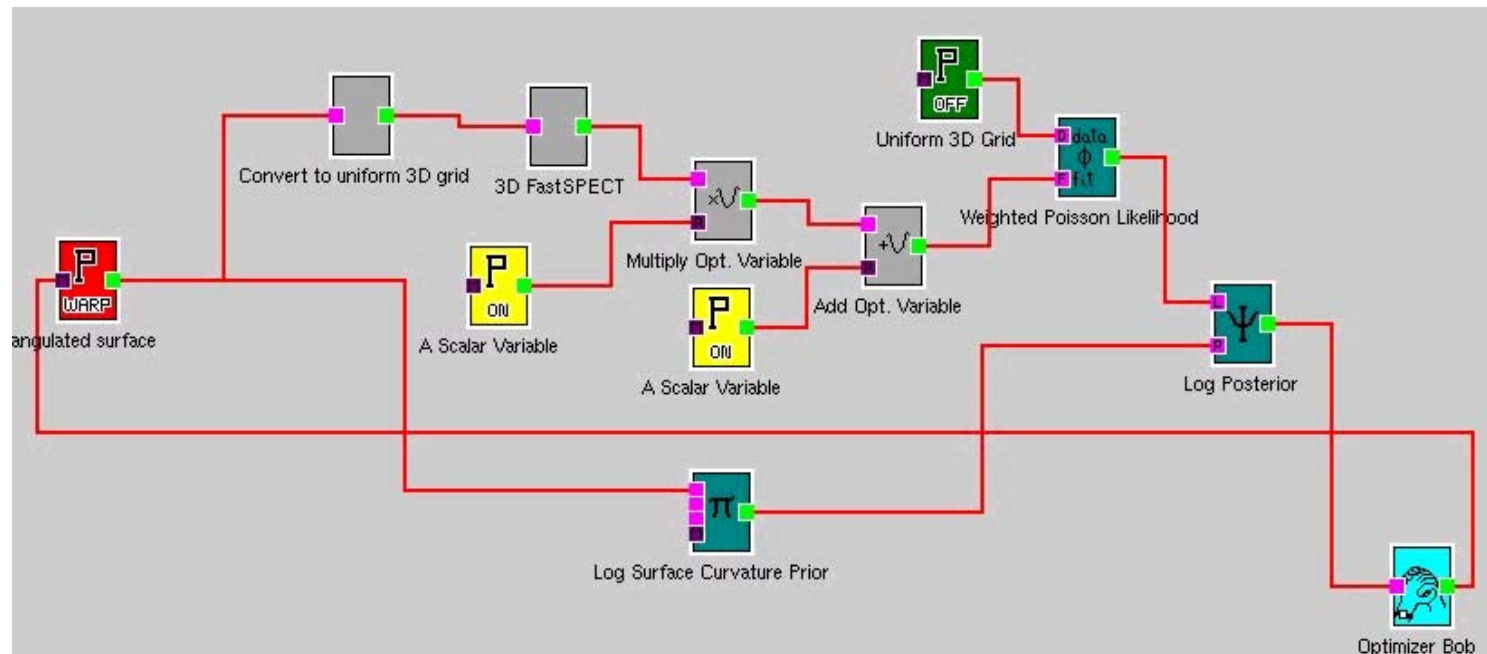 P
OFF
Uniform 3D Grid
D data
Φ
F fit
Weighted Poisson Likelihood
Convert to uniform 3D grid
3D FastSPECT
×
Multiply Opt. Variable
+
Add Opt. Variable
P
WARP
angulated surface
P
ON
A Scalar Variable
P
ON
A Scalar Variable
L
Ψ
P
Log Posterior
π
Log Surface Curvature Prior
Optimizer Bob